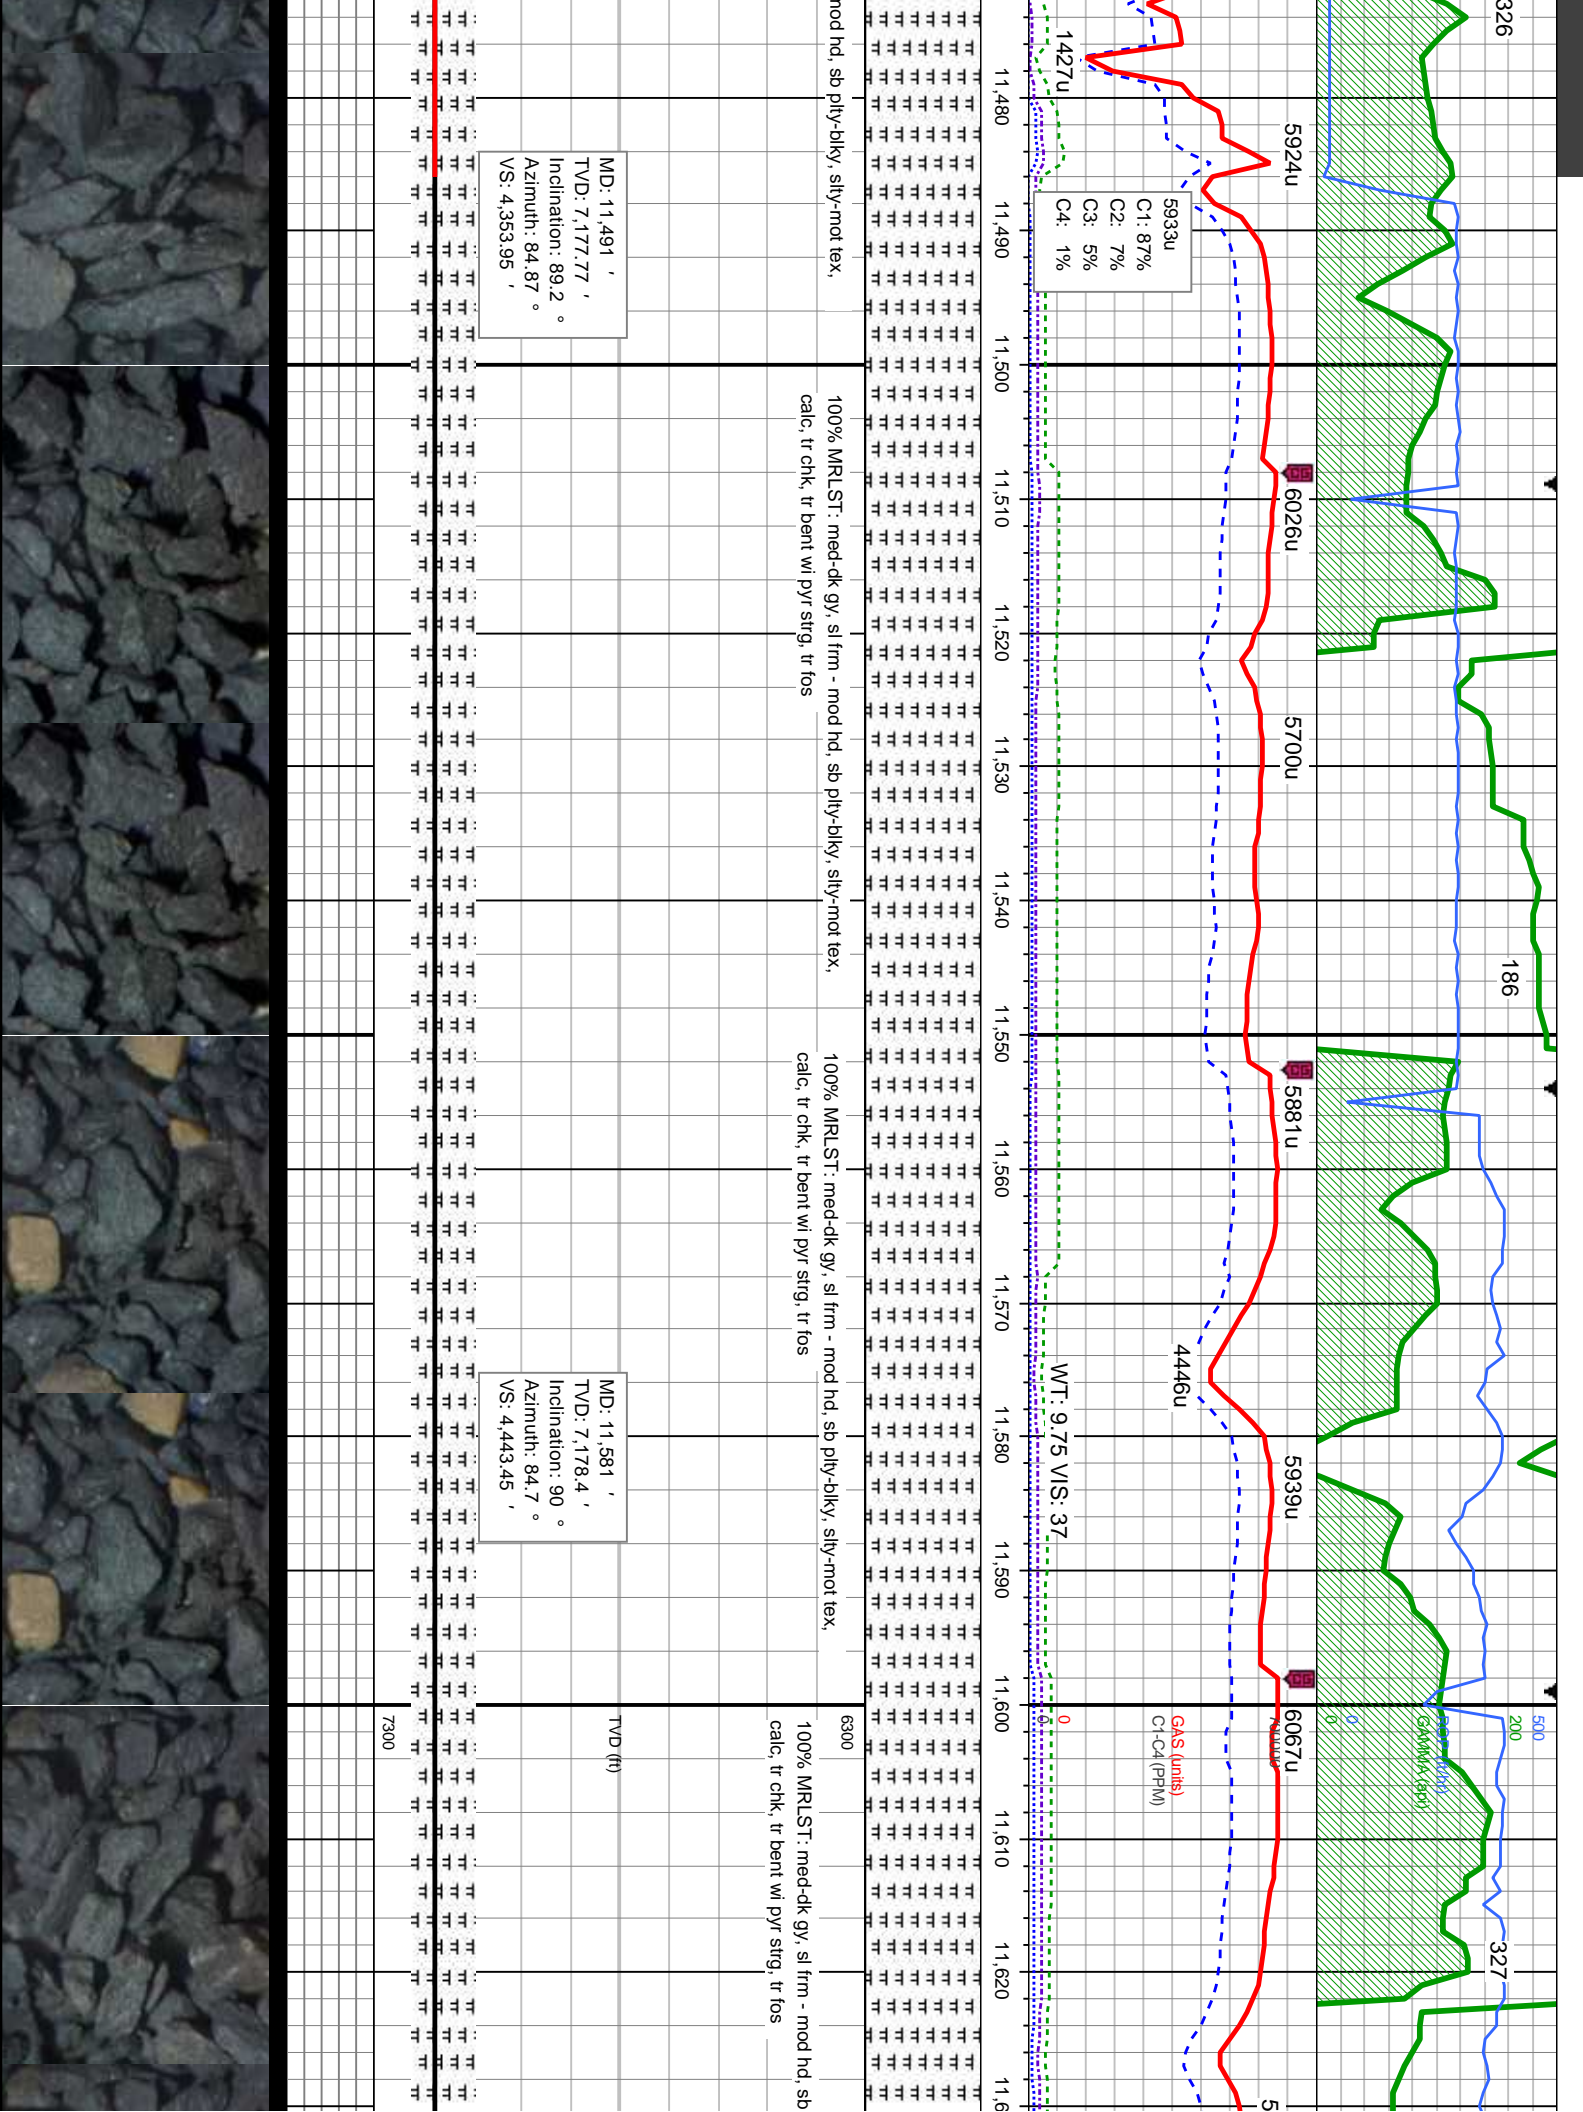 326
186
327
500
200
ROP (ft/hr)
GAMMA (api)
0
0
5924u
6026u
5700u
5881u
5939u
6067u
5
1427u
4446u
5933u
C1: 87%
C2: 7%
C3: 5%
C4: 1%
WT: 9.75 VIS: 37
GAS (units)
C1-C4 (PPM)
0
0
11,480
11,490
11,500
11,510
11,520
11,530
11,540
11,550
11,560
11,570
11,580
11,590
11,600
11,610
11,620
11,6
mod hd, sb plty-blky, slty-mot tex,
100% MRLST: med-dk gy, sl frm - mod hd, sb plty-blky, slty-mot tex,
calc, tr chk, tr bent wi pyr strg, tr fos
100% MRLST: med-dk gy, sl frm - mod hd, sb plty-blky, slty-mot tex,
calc, tr chk, tr bent wi pyr strg, tr fos
100% MRLST: med-dk gy, sl frm - mod hd, sb
calc, tr chk, tr bent wi pyr strg, tr fos
6300
TVD (ft)
7300
MD: 11,491 '
TVD: 7,177.77 '
Inclination: 89.2 °
Azimuth: 84.87 °
VS: 4,353.95 '
MD: 11,581 '
TVD: 7,178.4 '
Inclination: 90 °
Azimuth: 84.7 °
VS: 4,443.45 '